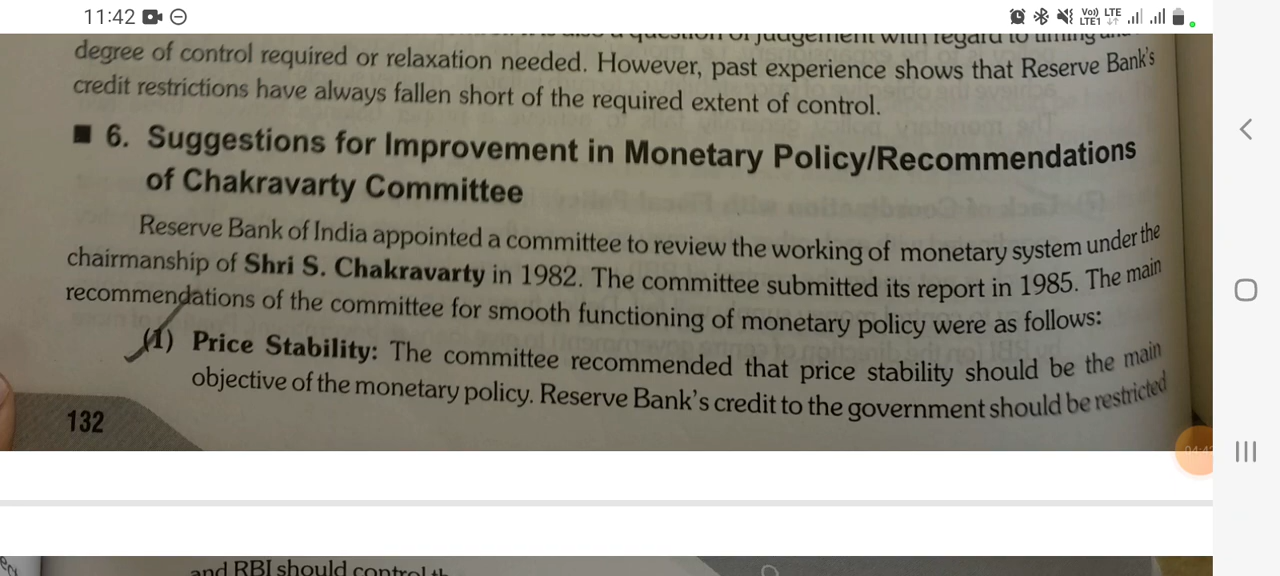 11:42
Vo)) LTE
LTE1
degree of control required or relaxation needed. However, past experience shows that Reserve Bank's
credit restrictions have always fallen short of the required extent of control.
■ 6. Suggestions for Improvement in Monetary Policy/Recommendations
of Chakravarty Committee
Reserve Bank of India appointed a committee to review the working of monetary system under the
chairmanship of Shri S. Chakravarty in 1982. The committee submitted its report in 1985. The main
recommendations of the committee for smooth functioning of monetary policy were as follows:
(1) Price Stability: The committee recommended that price stability should be the main
objective of the monetary policy. Reserve Bank's credit to the government should be restricted
132
and RBI should control